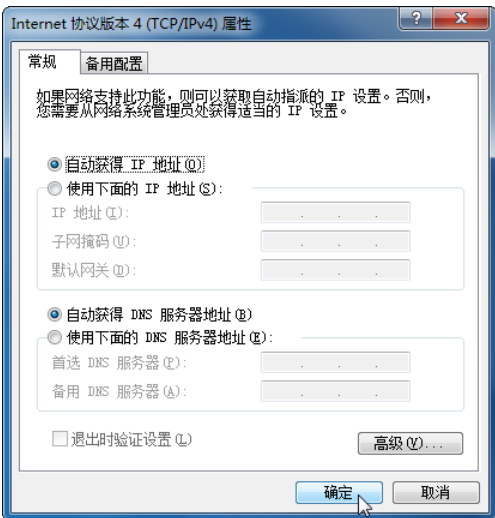 Internet 协议版本 4 (TCP/IPv4) 属性
?
X
常规
备用配置
如果网络支持此功能，则可以获取自动指派的 IP 设置。否则，
您需要从网络系统管理员处获得适当的 IP 设置。
自动获得 IP 地址(O)
使用下面的 IP 地址(S):
IP 地址(I):
子网掩码(U):
默认网关(D):
自动获得 DNS 服务器地址(B)
使用下面的 DNS 服务器地址(E):
首选 DNS 服务器(P):
备用 DNS 服务器(A):
退出时验证设置(L)
高级(V)...
确定
取消